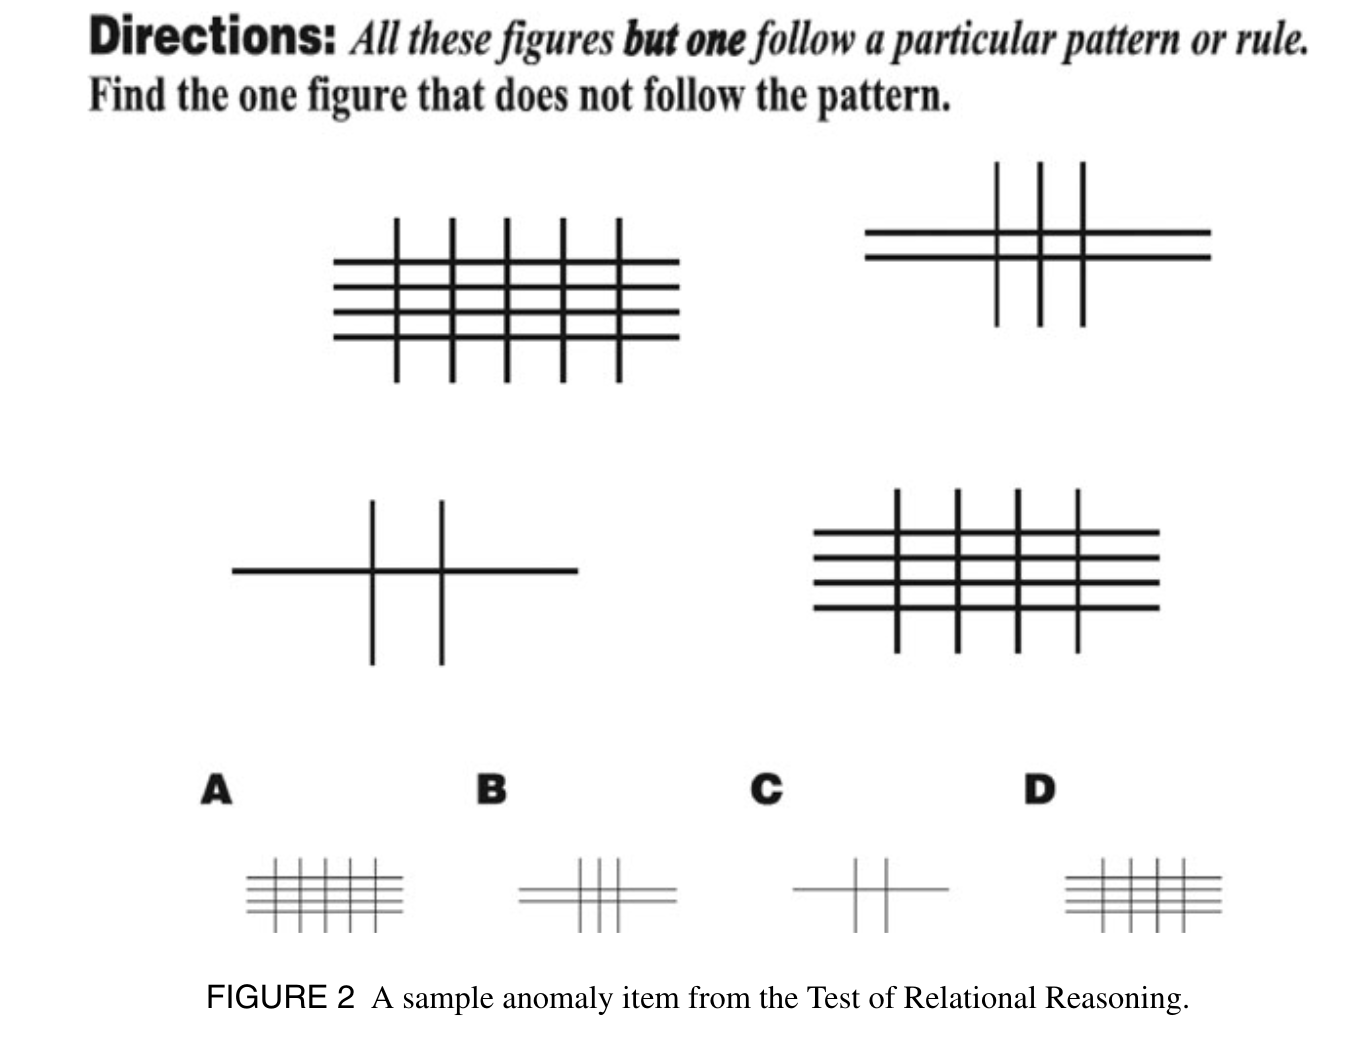 Directions: All these figures but one follow a particular pattern or rule.
Find the one figure that does not follow the pattern.
A B C D
FIGURE 2 A sample anomaly item from the Test of Relational Reasoning.